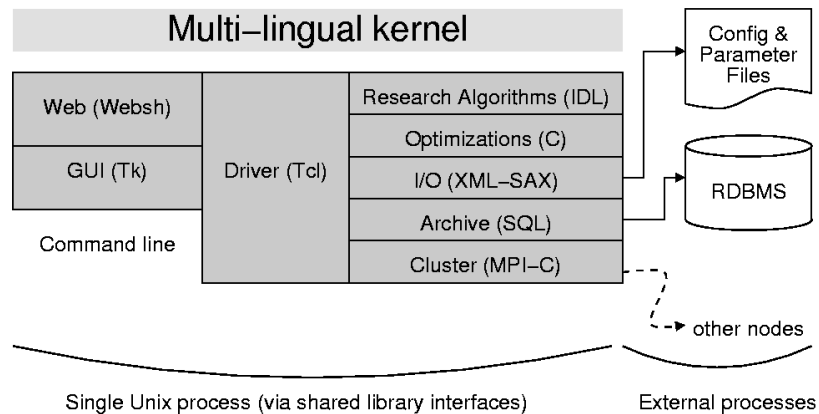 Multi–lingual kernel
Web (Websh)
GUI (Tk)
Command line
Driver (Tcl)
Research Algorithms (IDL)
Optimizations (C)
I/O (XML–SAX)
Archive (SQL)
Cluster (MPI–C)
Config &
Parameter
Files
RDBMS
other nodes
Single Unix process (via shared library interfaces)
External processes